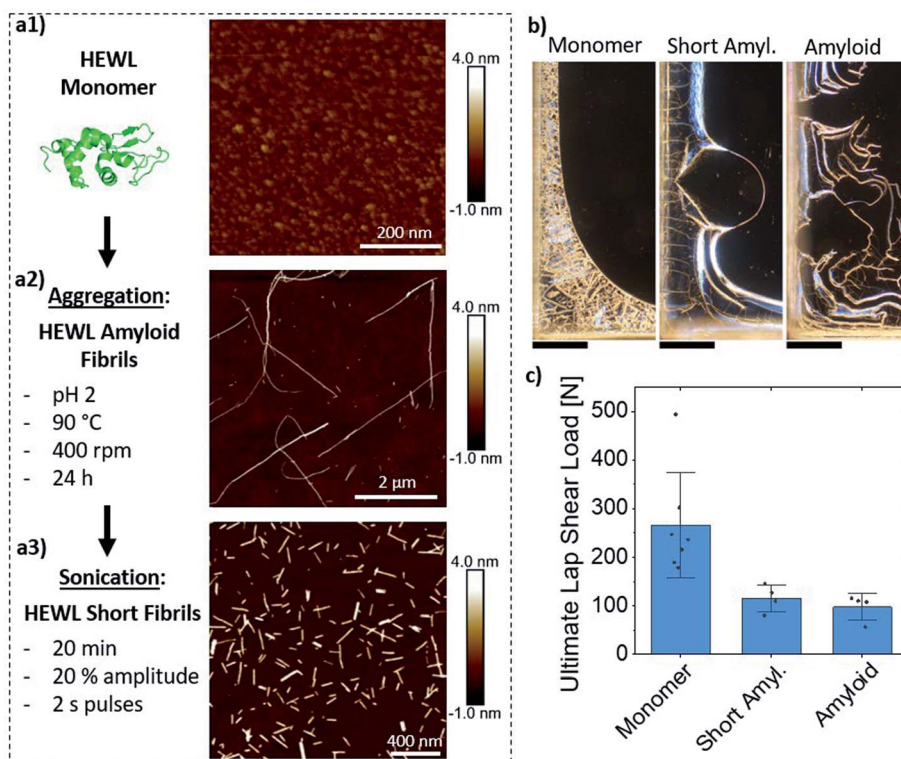 a1)
HEWL
Monomer
4.0 nm
-1.0 nm
200 nm
a2)
Aggregation:
HEWL Amyloid
Fibrils
- pH 2
- 90 °C
- 400 rpm
- 24 h
4.0 nm
-1.0 nm
2 μm
a3)
Sonication:
HEWL Short Fibrils
- 20 min
- 20 % amplitude
- 2 s pulses
4.0 nm
-1.0 nm
400 nm
b)
Monomer Short Amyl. Amyloid
c)
Ultimate Lap Shear Load [N]
500
400
300
200
100
0
Monomer
Short Amyl.
Amyloid